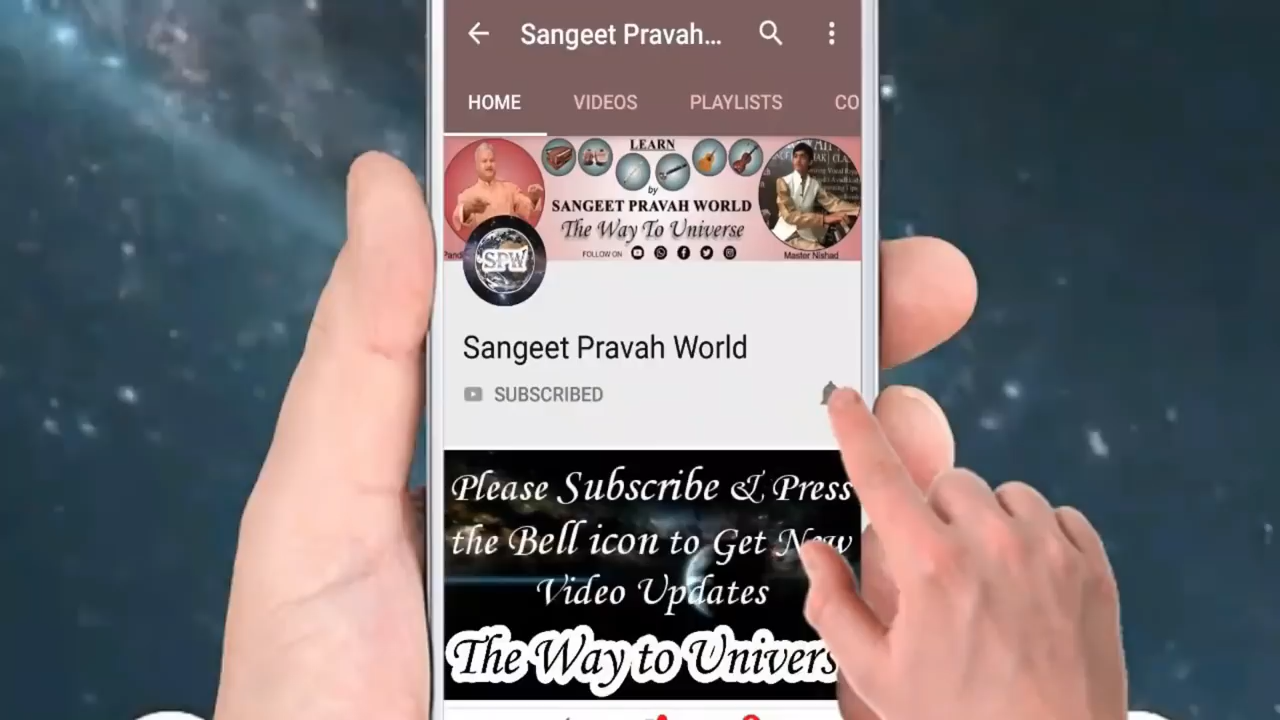 Sangeet Pravah...
HOME VIDEOS PLAYLISTS CO
LEARN
by
SANGEET PRAVAH WORLD
The Way To Universe
FOLLOW ON
Pand
Master Nishad
SPW
Sangeet Pravah World
SUBSCRIBED
Please Subscribe & Press
the Bell icon to Get New
Video Updates
The Way to Univers